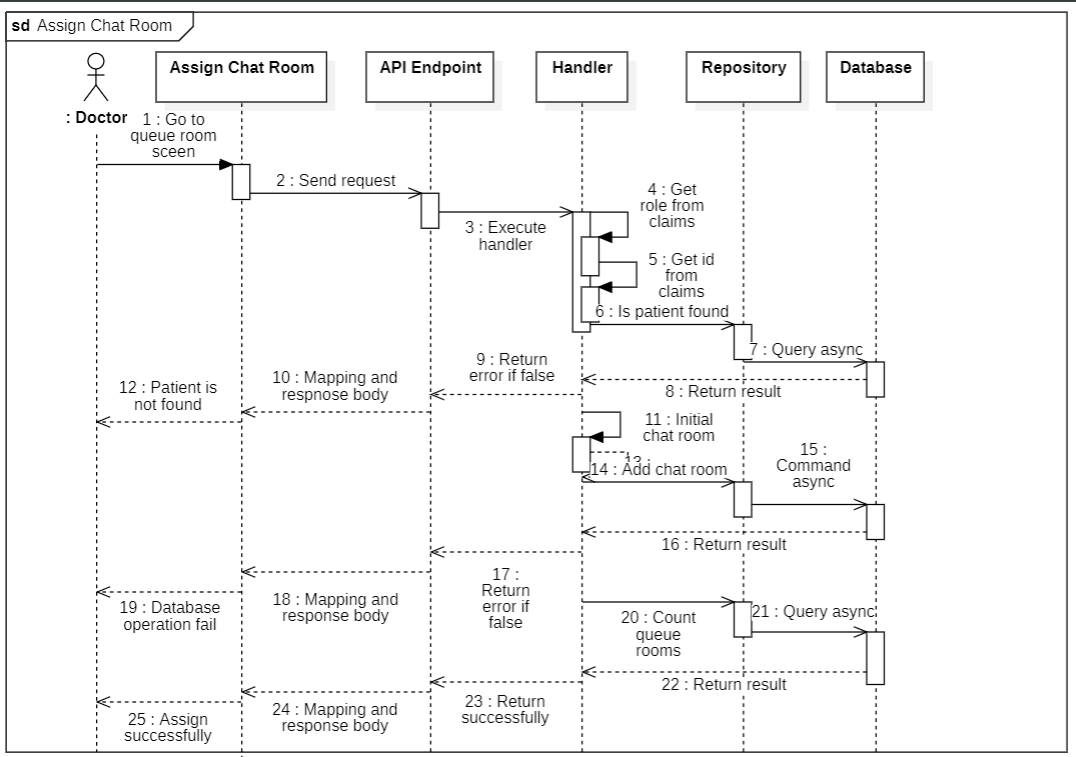 sd Assign Chat Room
Assign Chat Room
API Endpoint
Handler
Repository
Database
: Doctor
1 : Go to
queue room
sceen
2 : Send request
3 : Execute
handler
4 : Get
role from
claims
5 : Get id
from
claims
6 : Is patient found
7 : Query async
8 : Return result
9 : Return
error if false
10 : Mapping and
respnose body
12 : Patient is
not found
11 : Initial
chat room
13 :
14 : Add chat room
15 :
Command
async
16 : Return result
17 :
Return
error if
false
18 : Mapping and
response body
19 : Database
operation fail
20 : Count
queue
rooms
21 : Query async
22 : Return result
23 : Return
successfully
24 : Mapping and
response body
25 : Assign
successfully